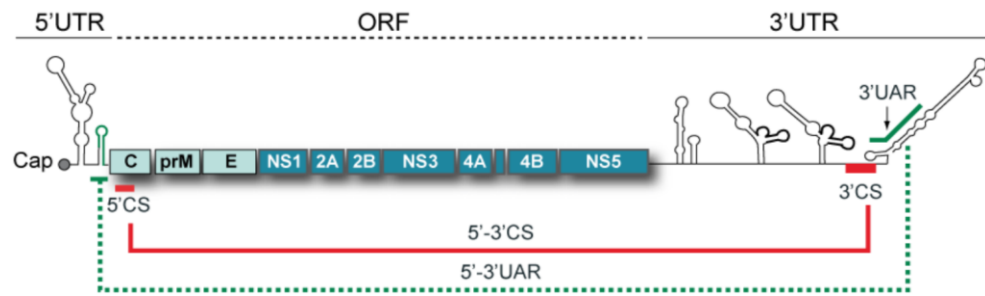 5'UTR ORF 3'UTR
3'UAR
Cap C prM E NS1 2A 2B NS3 4A 4B NS5
5'CS 3'CS
5'-3'CS
5'-3'UAR